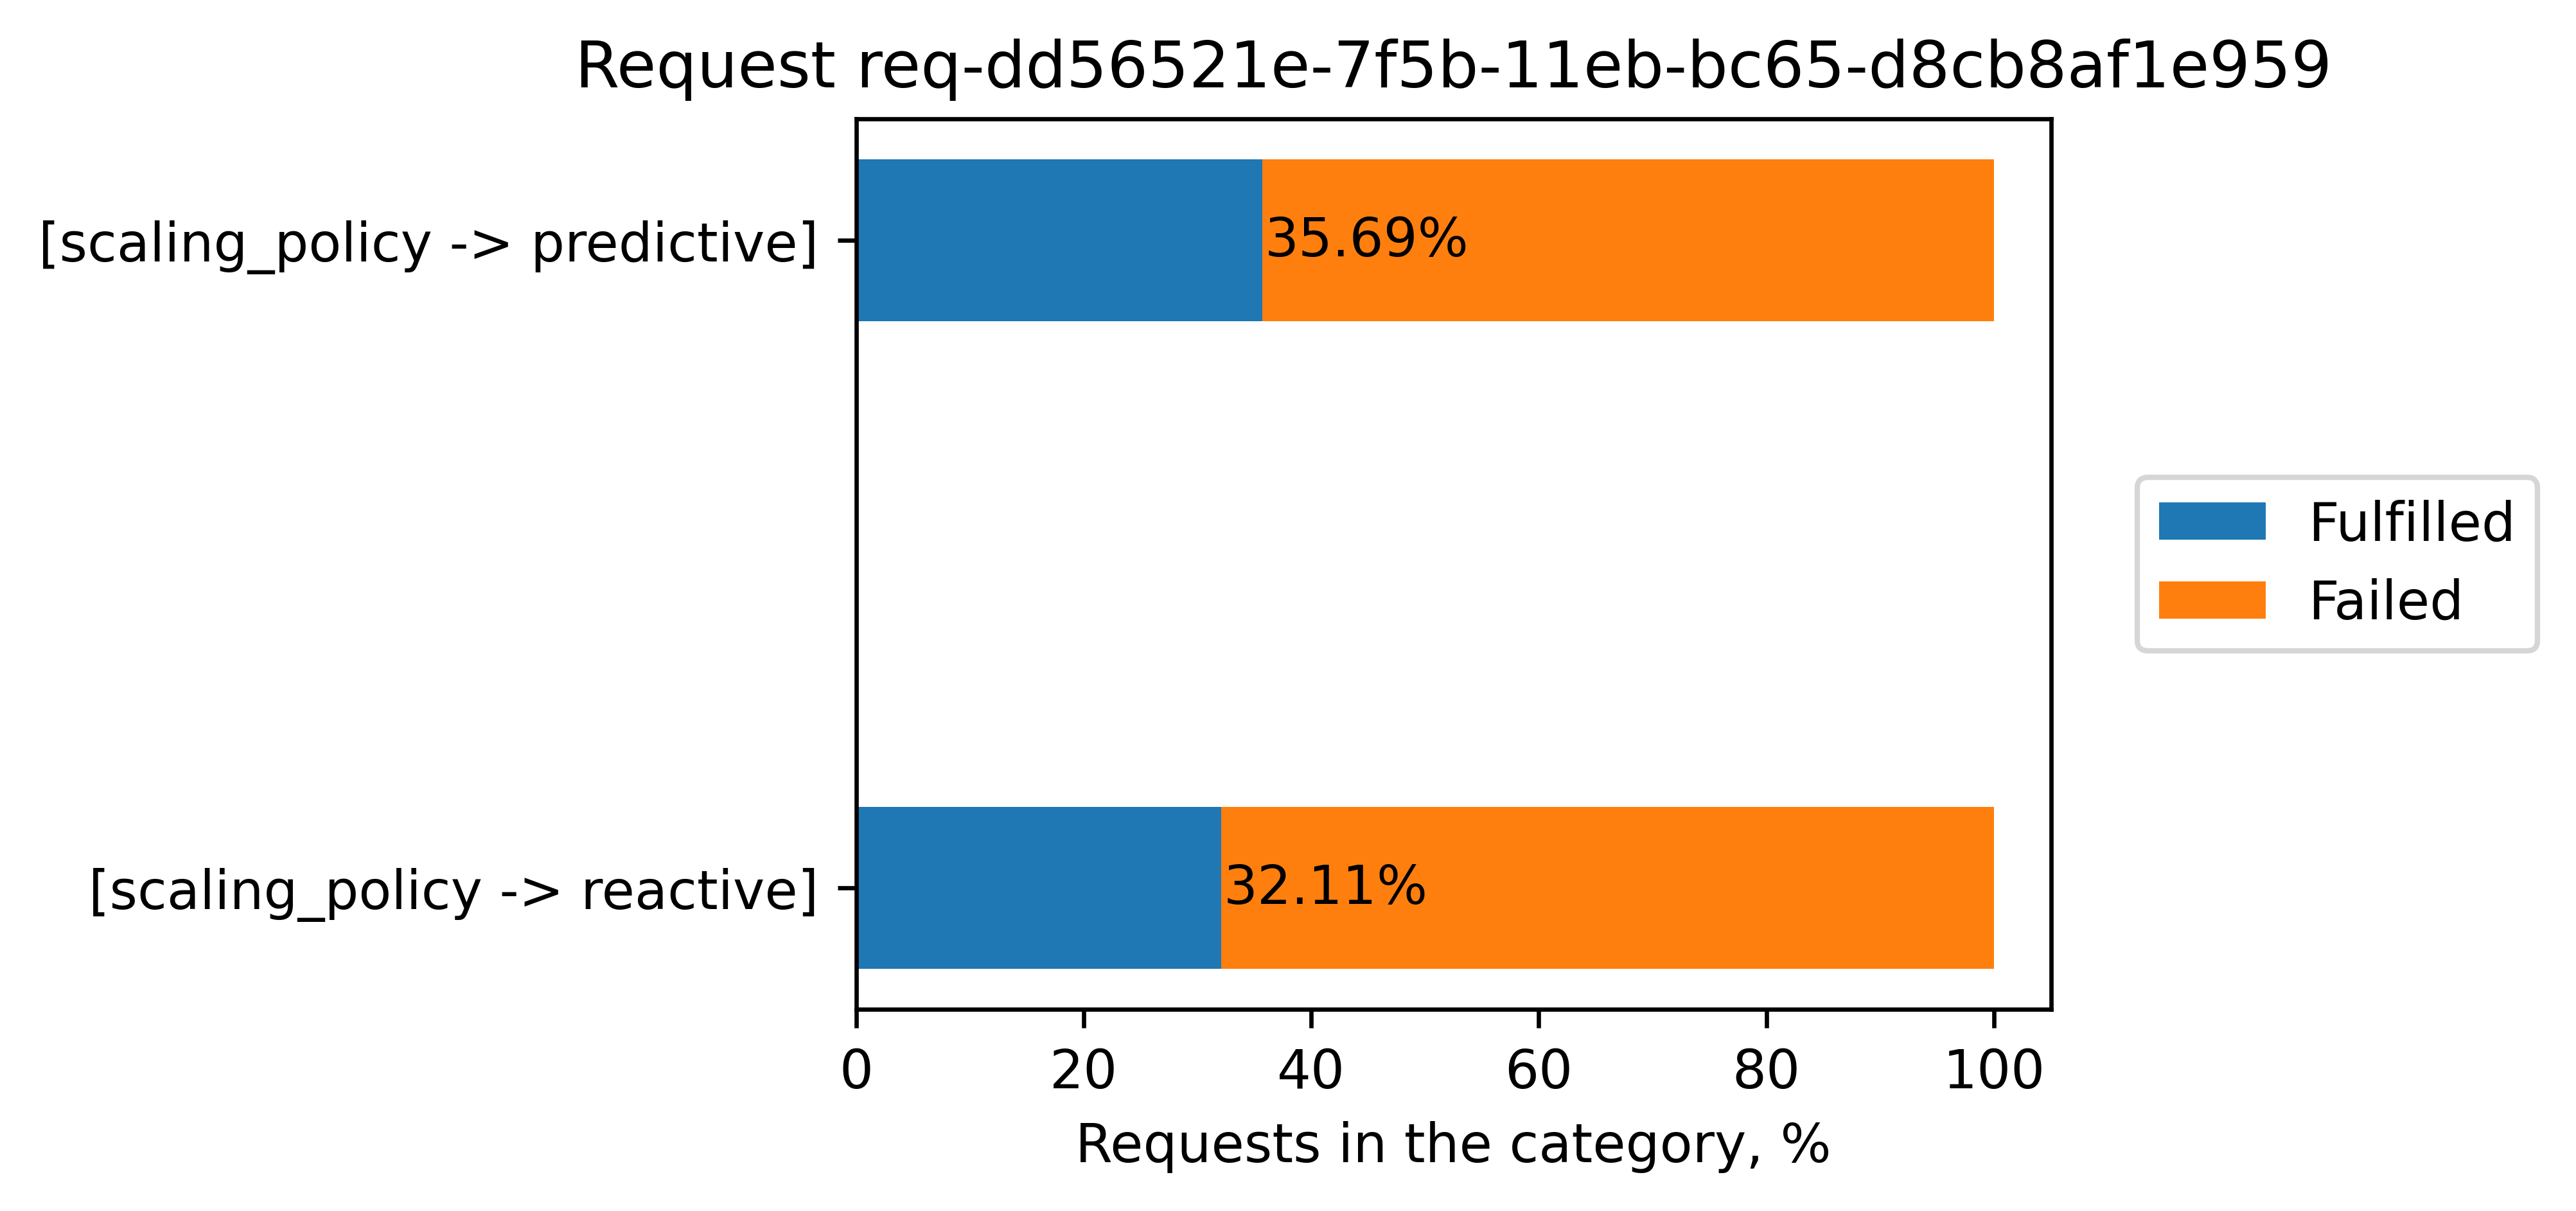 Request req-dd56521e-7f5b-11eb-bc65-d8cb8af1e959
[scaling_policy -> predictive]
35.69%
Fulfilled
Failed
[scaling_policy -> reactive]
32.11%
0 20 40 60 80 100
Requests in the category, %